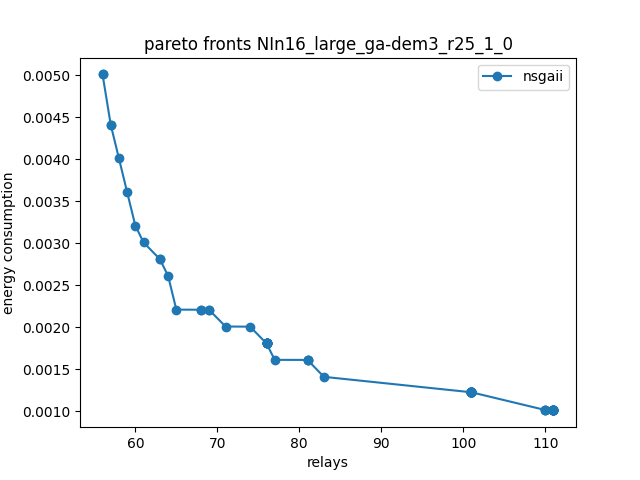 pareto fronts NIn16_large_ga-dem3_r25_1_0
nsgaii
energy consumption
0.0050
0.0045
0.0040
0.0035
0.0030
0.0025
0.0020
0.0015
0.0010
60 70 80 90 100 110
relays